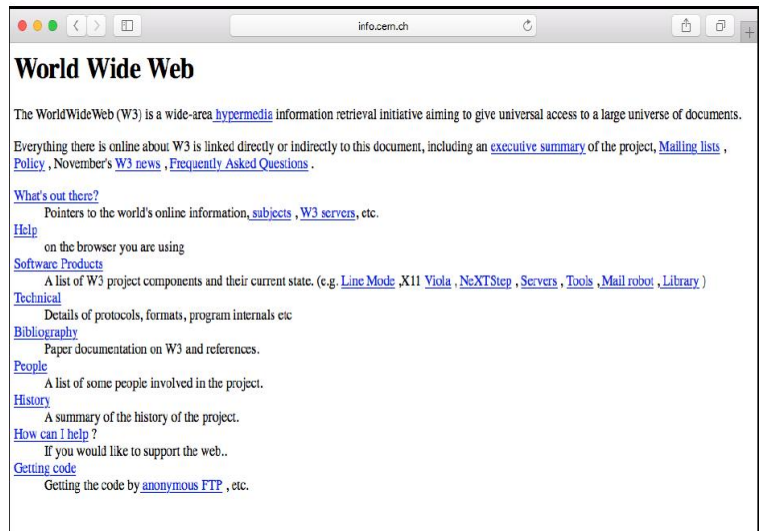 info.cern.ch
World Wide Web
The WorldWideWeb (W3) is a wide-area hypermedia information retrieval initiative aiming to give universal access to a large universe of documents.
Everything there is online about W3 is linked directly or indirectly to this document, including an executive summary of the project, Mailing lists ,
Policy , November's W3 news , Frequently Asked Questions .
What's out there?
Pointers to the world's online information, subjects , W3 servers, etc.
Help
on the browser you are using
Software Products
A list of W3 project components and their current state. (e.g. Line Mode ,X11 Viola , NeXTStep , Servers , Tools , Mail robot , Library )
Technical
Details of protocols, formats, program internals etc
Bibliography
Paper documentation on W3 and references.
People
A list of some people involved in the project.
History
A summary of the history of the project.
How can I help ?
If you would like to support the web..
Getting code
Getting the code by anonymous FTP , etc.